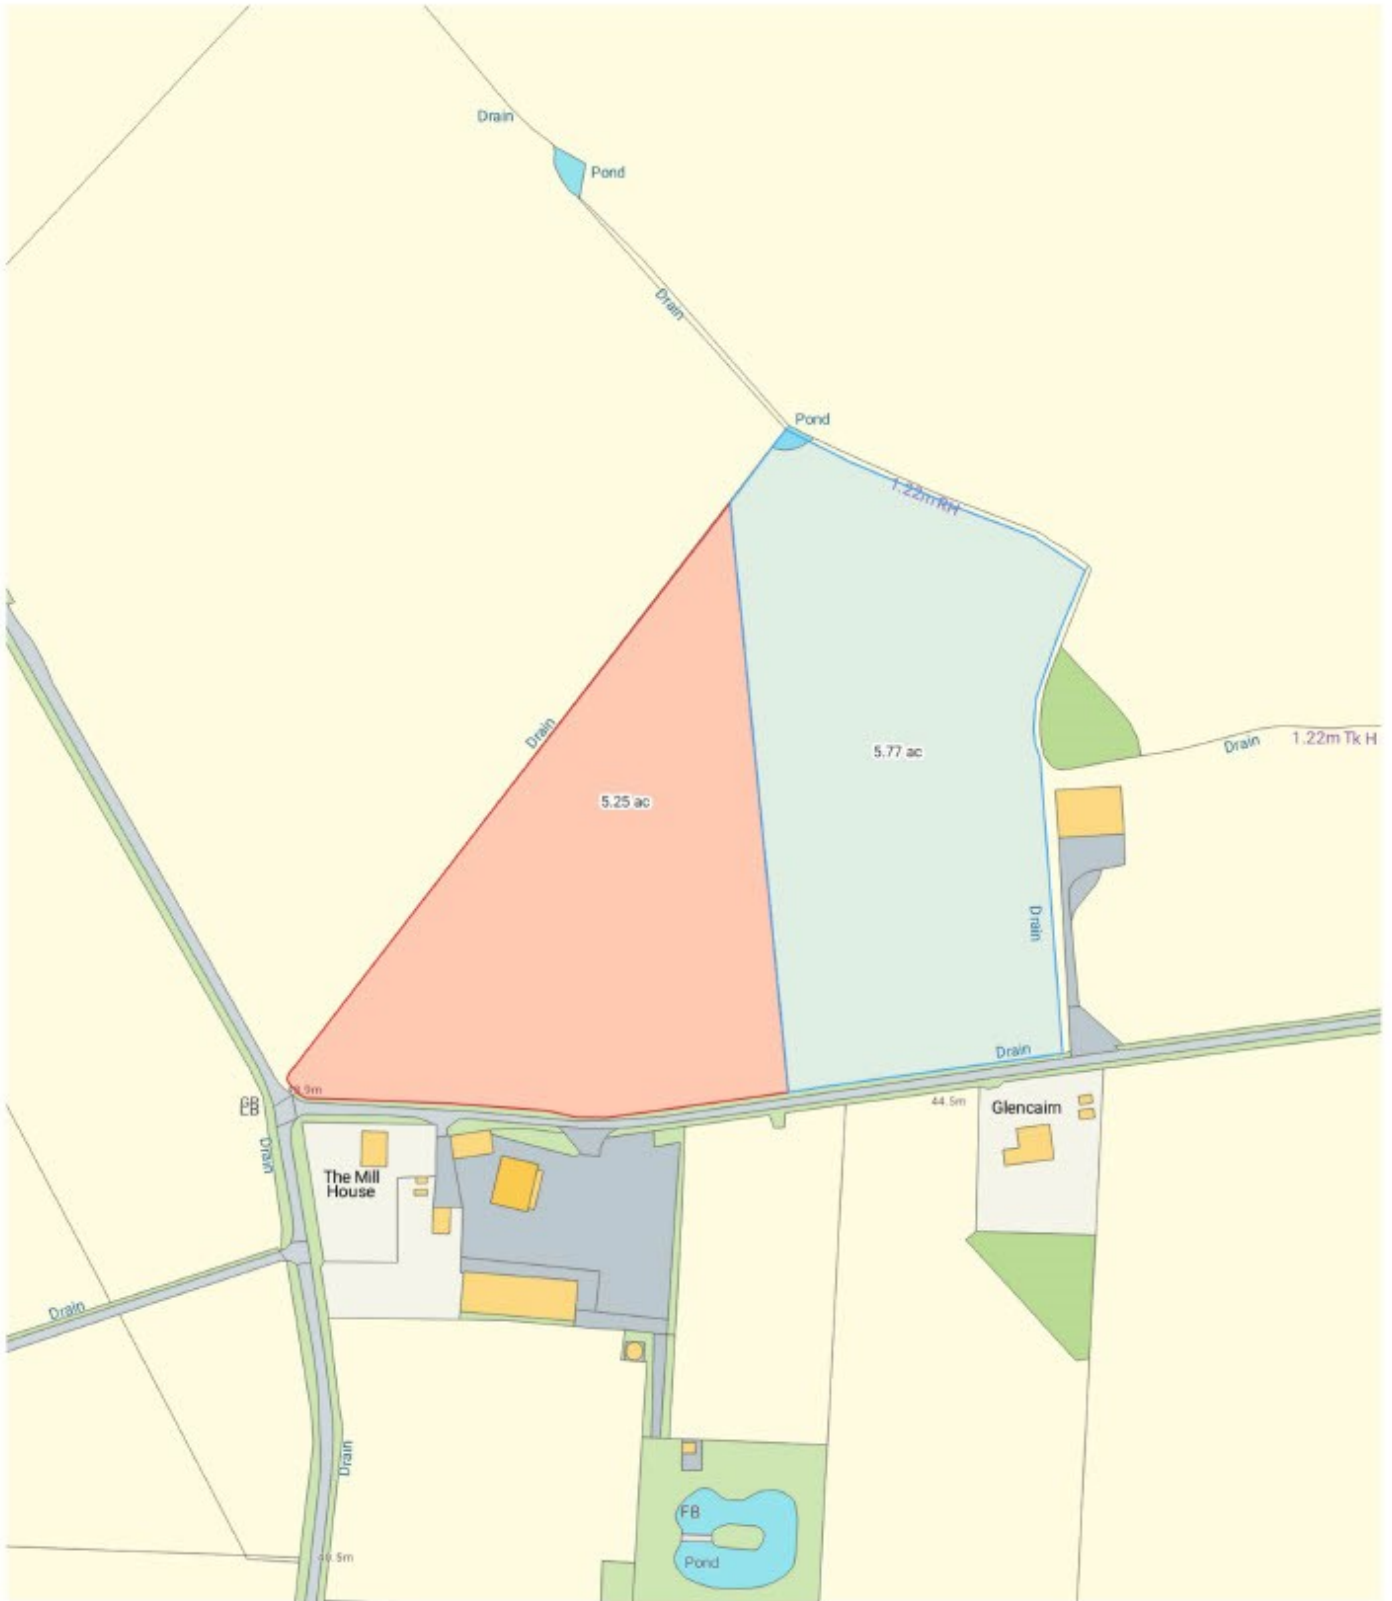 Drain
Pond
Drain
Pond
1.22m RH
Drain
5.77 ac
Drain
1.22m Tk H
5.25 ac
Drain
Drain
44.5m
Glencairn
Drain
The Mill
House
Drain
Drain
FB
Pond